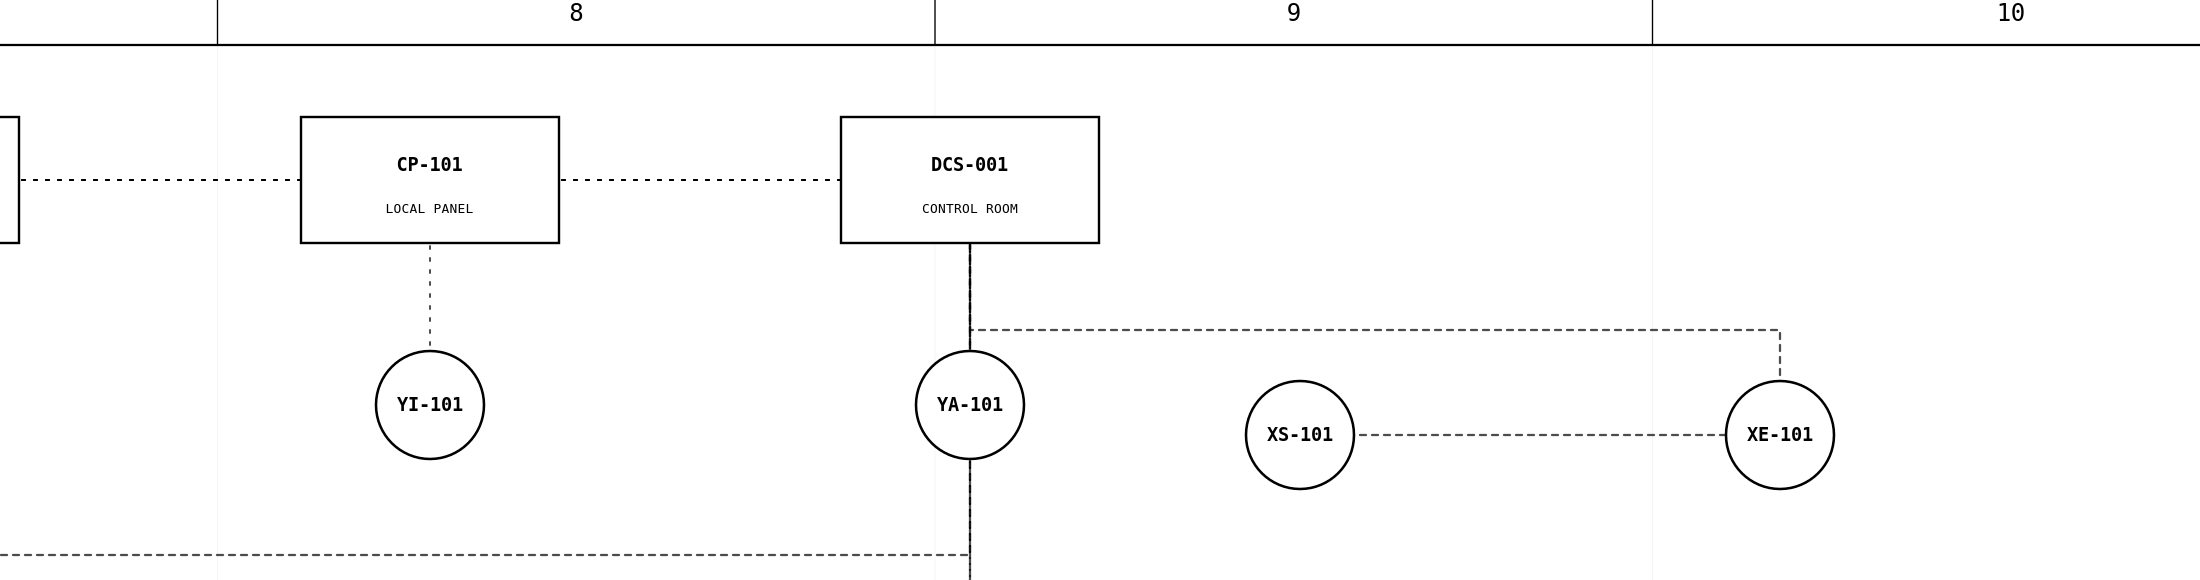 8
9
10
CP-101
LOCAL PANEL
DCS-001
CONTROL ROOM
YI-101
YA-101
XS-101
XE-101